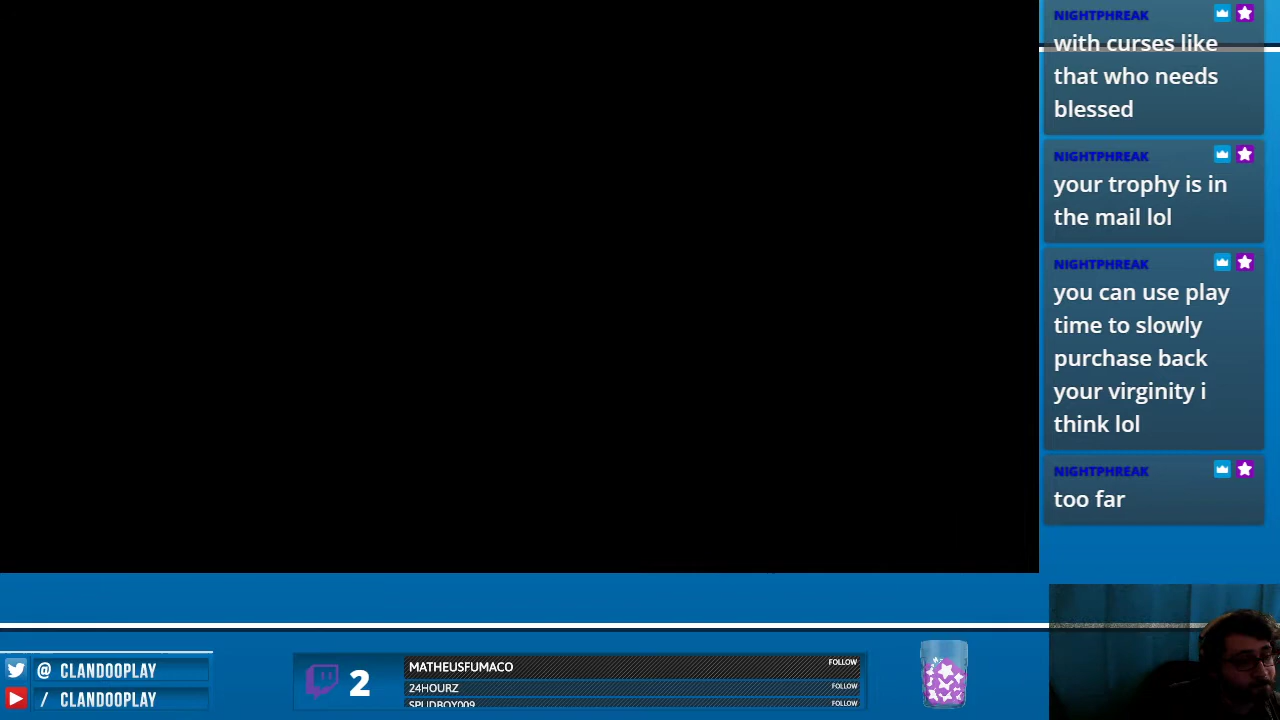 NIGHTPHREAK
with curses like
that who needs
blessed
NIGHTPHREAK
your trophy is in
the mail lol
NIGHTPHREAK
you can use play
time to slowly
purchase back
your virginity i
think lol
NIGHTPHREAK
too far
@ CLANDOOPLAY
/ CLANDOOPLAY
2
MATHEUSFUMACO FOLLOW
24HOURZ FOLLOW
SPUDBOY009 FOLLOW